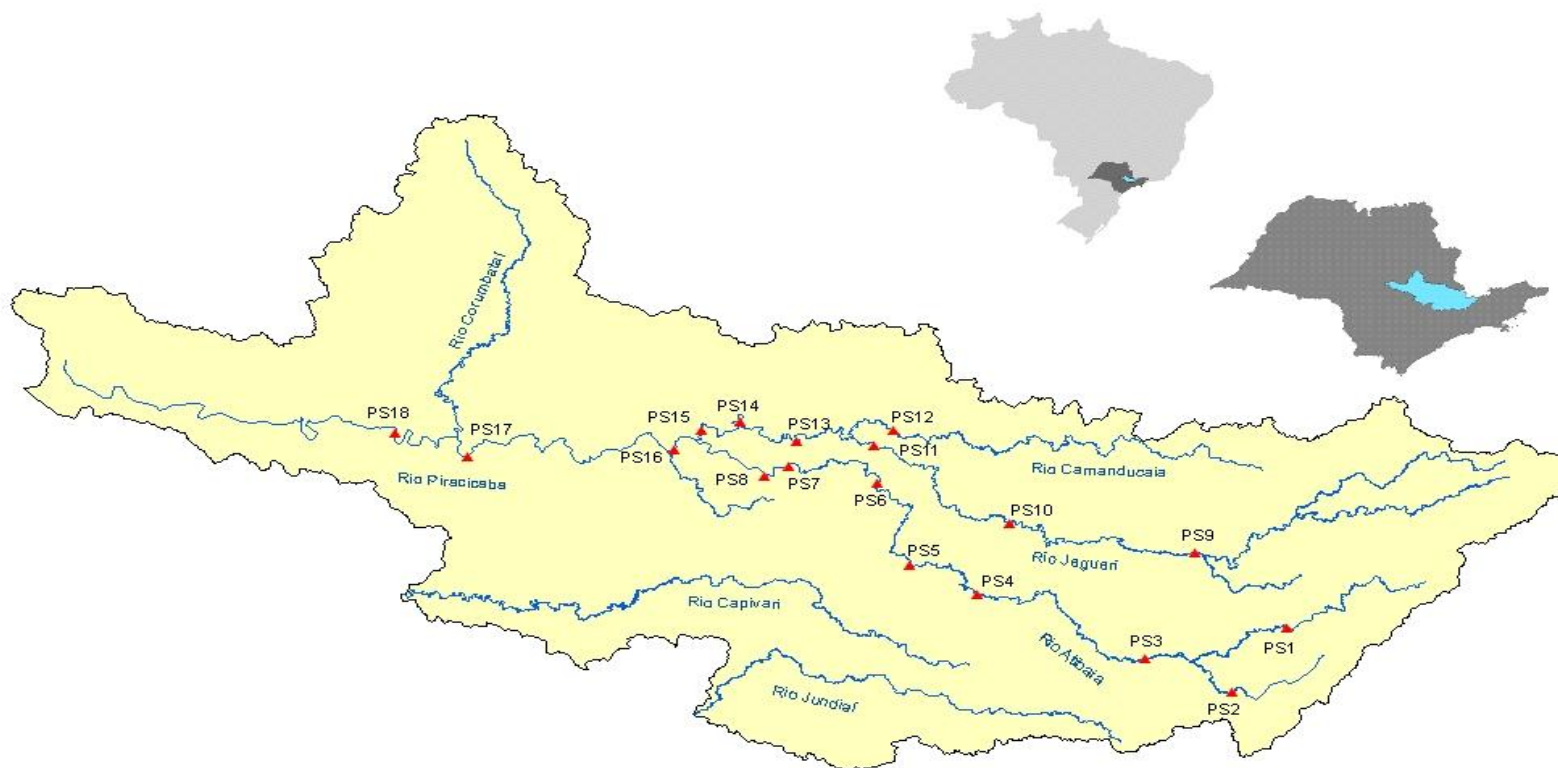 Rio Corumbataí
PS18
PS17
PS15
PS14
PS13
PS12
PS16
PS11
Rio Camanducaia
Rio Piracicaba
PS8
PS7
PS6
PS10
PS9
PS5
Rio Jaguari
PS4
Rio Capivari
PS3
PS1
Rio Atibaia
Rio Jundiaí
PS2